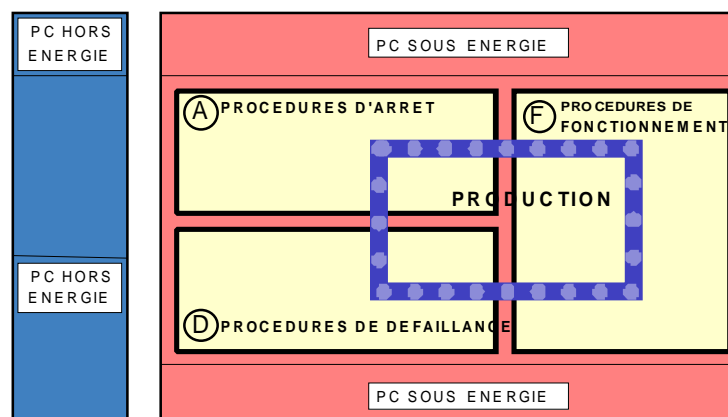 PC HORS
ENERGIE
PC SOUS ENERGIE
A PROCEDURES D'ARRET
F PROCEDURES DE
FONCTIONNEMENT
PRODUCTION
PC HORS
ENERGIE
D PROCEDURES DE DEFAILLANCE
PC SOUS ENERGIE